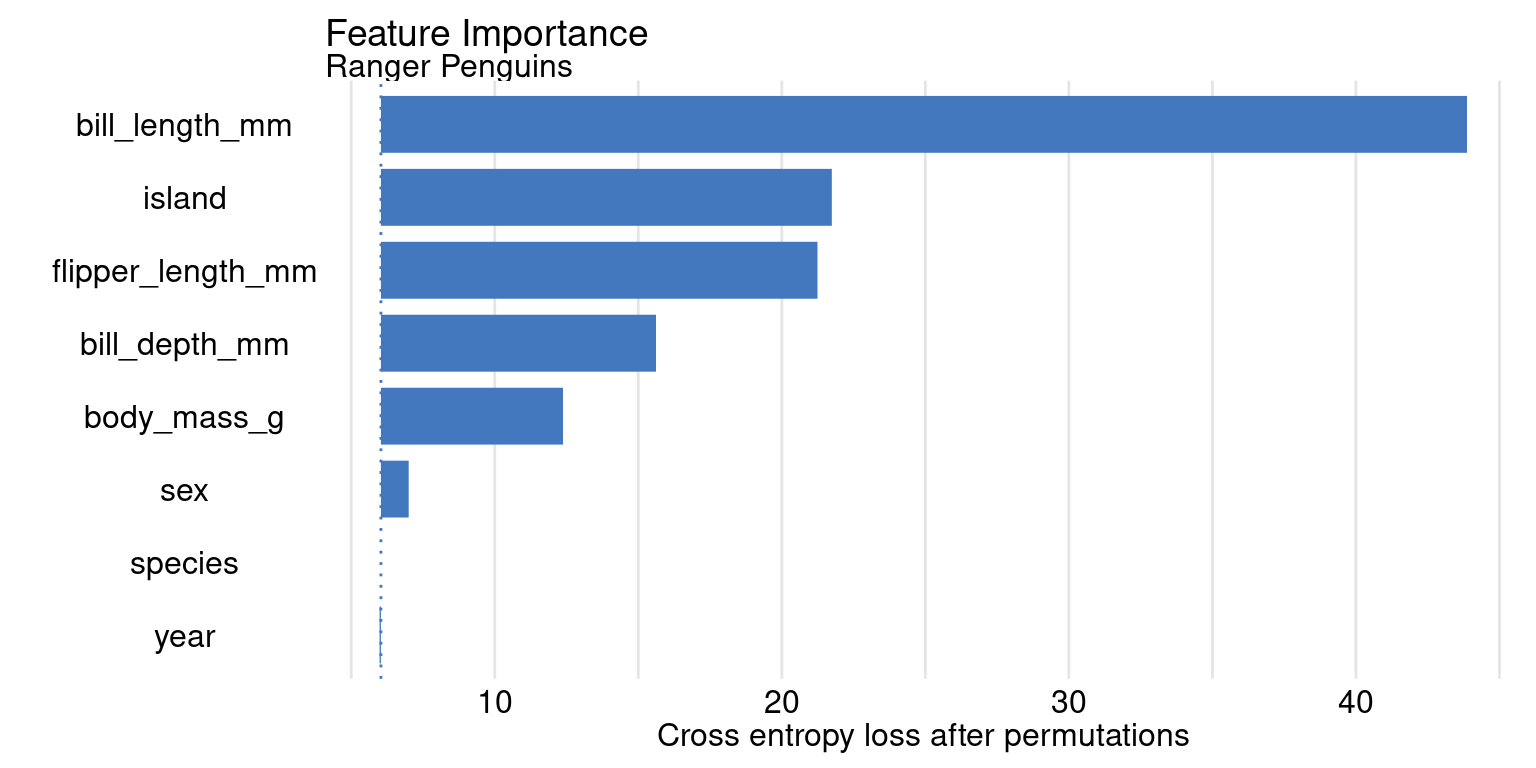 Feature Importance
Ranger Penguins
bill_length_mm
island
flipper_length_mm
bill_depth_mm
body_mass_g
sex
species
year
10 20 30 40
Cross entropy loss after permutations